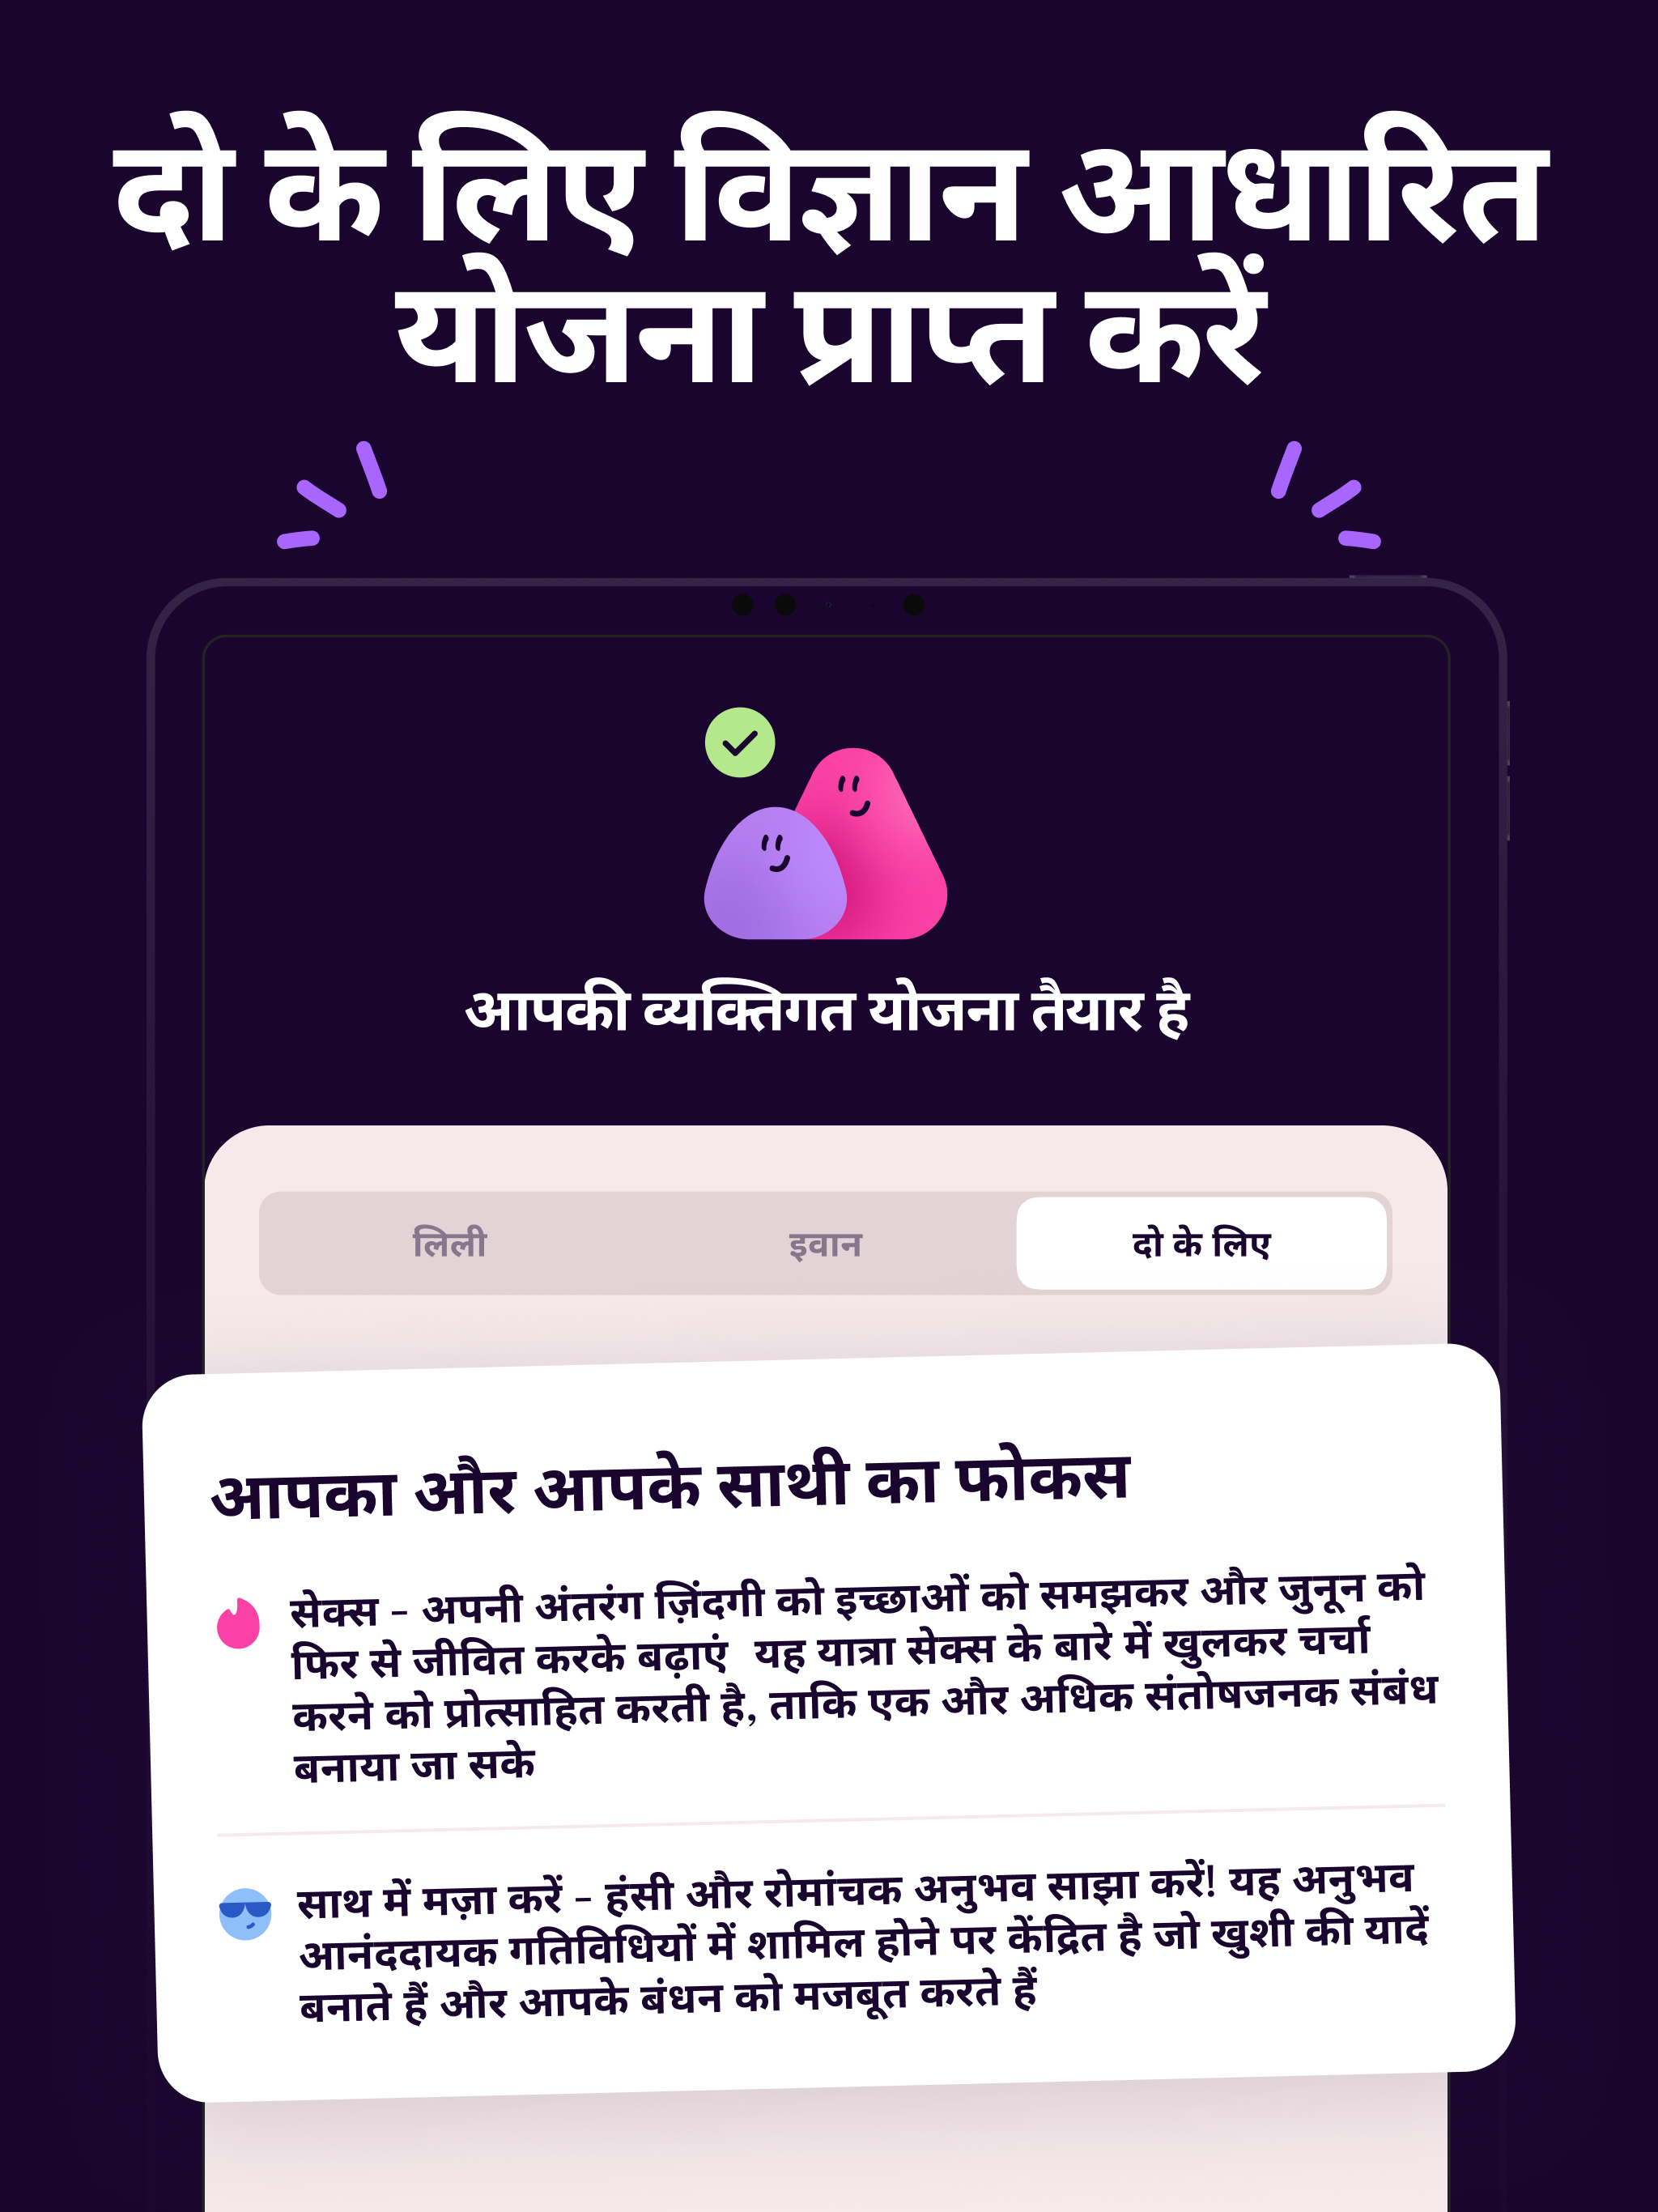 दो के लिए विज्ञान आधारित
योजना प्राप्त करें
आपकी व्यक्तिगत योजना तैयार है
लिली
इवान
दो के लिए
आपका और आपके साथी का फोकस
सेक्स – अपनी अंतरंग ज़िंदगी को इच्छाओं को समझकर और जुनून को
फिर से जीवित करके बढ़ाएं यह यात्रा सेक्स के बारे में खुलकर चर्चा
करने को प्रोत्साहित करती है, ताकि एक और अधिक संतोषजनक संबंध
बनाया जा सके
साथ में मज़ा करें – हंसी और रोमांचक अनुभव साझा करें! यह अनुभव
आनंददायक गतिविधियों में शामिल होने पर केंद्रित है जो खुशी की यादें
बनाते हैं और आपके बंधन को मजबूत करते हैं